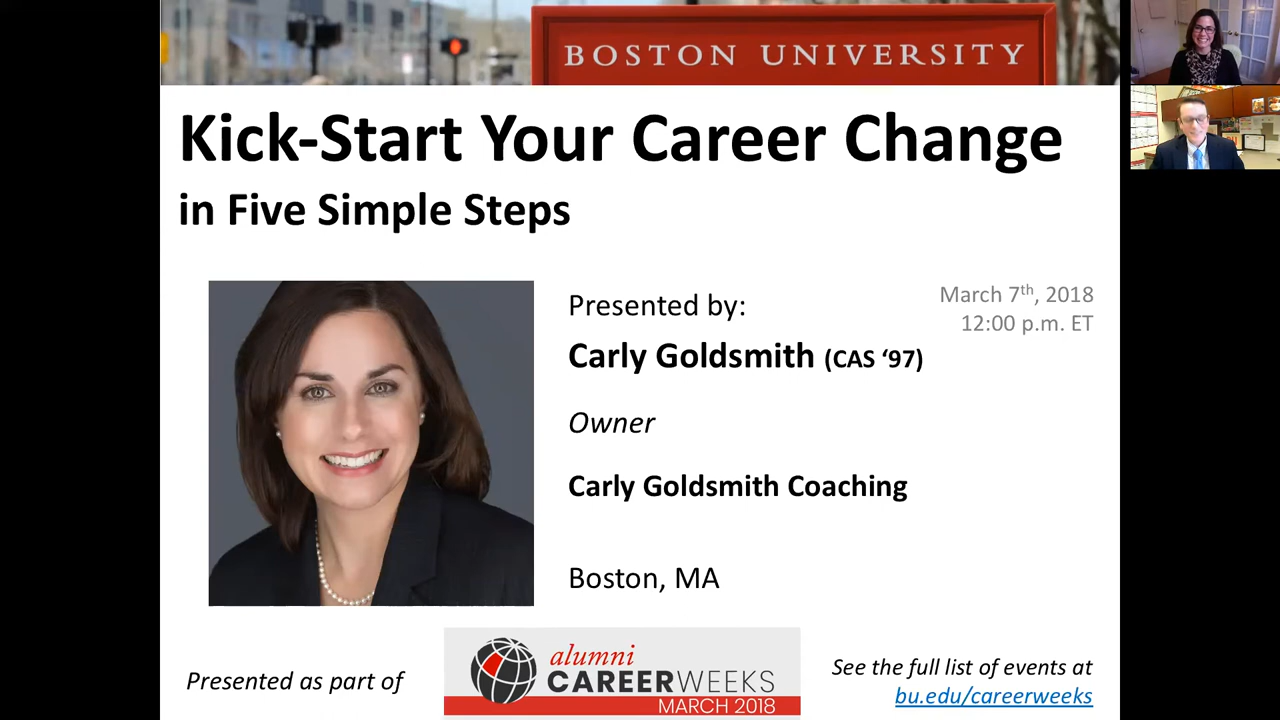 BOSTON UNIVERSITY
Kick-Start Your Career Change
in Five Simple Steps
Presented by:
March 7th, 2018
12:00 p.m. ET
Carly Goldsmith (CAS ‘97)
Owner
Carly Goldsmith Coaching
Boston, MA
Presented as part of
alumni
CAREERWEEKS
MARCH 2018
See the full list of events at
bu.edu/careerweeks